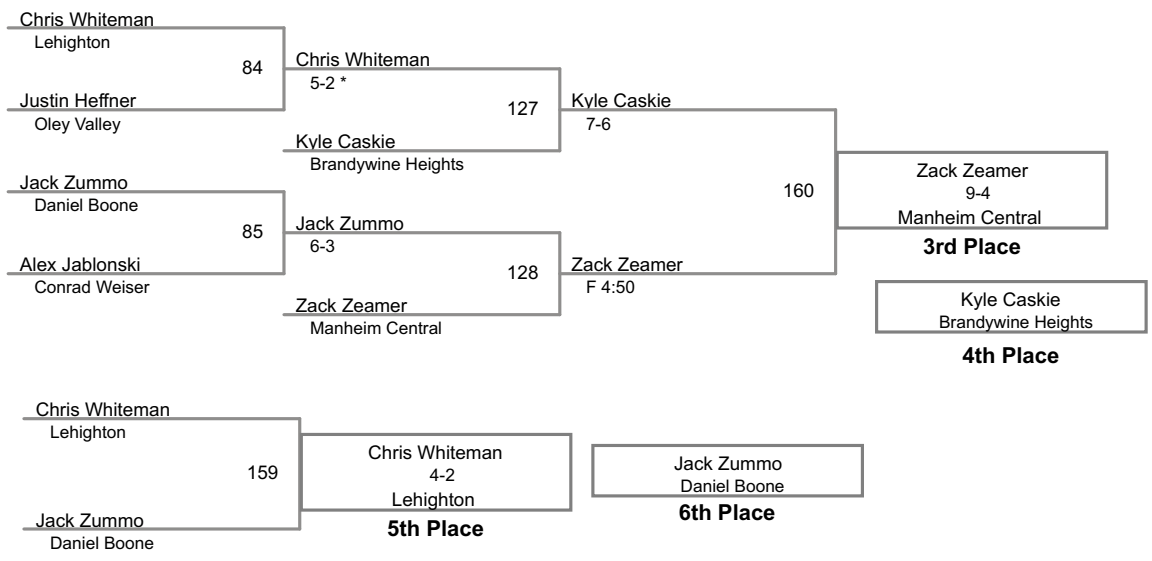 Chris Whiteman
Lehighton
84
Justin Heffner
Oley Valley
Chris Whiteman
5-2 *
127
Kyle Caskie
Brandywine Heights
Kyle Caskie
7-6
Jack Zummo
Daniel Boone
85
Alex Jablonski
Conrad Weiser
Jack Zummo
6-3
128
Zack Zeamer
Manheim Central
Zack Zeamer
F 4:50
160
Zack Zeamer
9-4
Manheim Central
3rd Place
Kyle Caskie
Brandywine Heights
4th Place
Chris Whiteman
Lehighton
159
Jack Zummo
Daniel Boone
Chris Whiteman
4-2
Lehighton
5th Place
Jack Zummo
Daniel Boone
6th Place